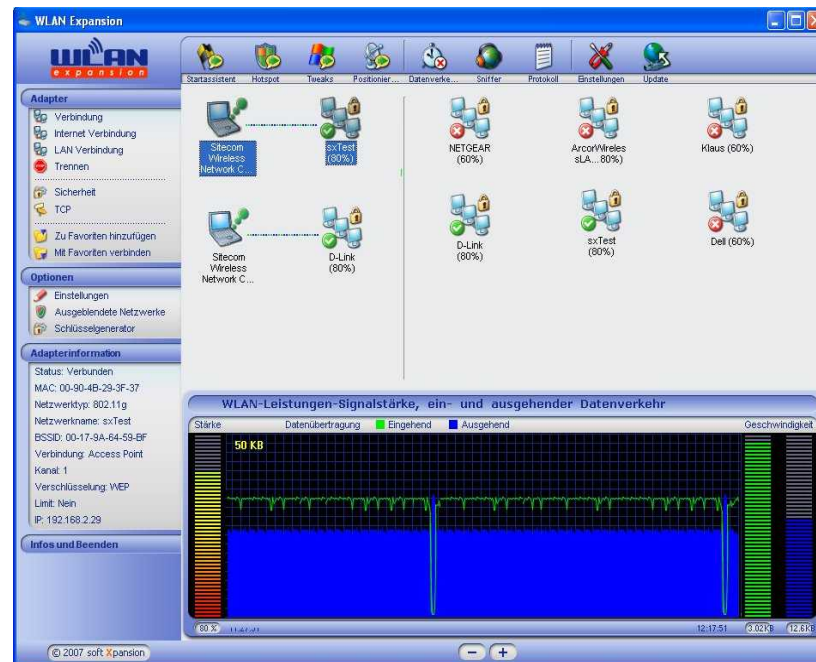 WLAN Expansion
WLAN
expansion
Startassistent Hotspot Tweaks Positionier... Datenverke... Sniffer Protokoll Einstellungen Update
Adapter
Verbindung
Internet Verbindung
LAN Verbindung
Trennen
Sicherheit
TCP
Zu Favoriten hinzufügen
Mit Favoriten verbinden
Optionen
Einstellungen
Ausgeblendete Netzwerke
Schlüsselgenerator
Adapterinformation
Status: Verbunden
MAC: 00-90-4B-29-3F-37
Netzwerktyp: 802.11g
Netzwerkname: sxTest
BSSID: 00-17-9A-64-59-BF
Verbindung: Access Point
Kanal: 1
Verschlüsselung: WEP
Limit: Nein
IP: 192.168.2.29
Infos und Beenden
© 2007 soft Xpansion
Sitecom
Wireless
Network C...
sxTest
(80%)
NETGEAR
(60%)
ArcorWireles
sLA... 80%)
Klaus (60%)
Sitecom
Wireless
Network C...
D-Link
(80%)
D-Link
(80%)
sxTest
(80%)
Dell (60%)
WLAN-Leistungen-Signalstärke, ein- und ausgehender Datenverkehr
Stärke Datenübertragung Eingehend Ausgehend Geschwindigkeit
50 KB
80 % 12:17:51 3.02KB 12.6KB